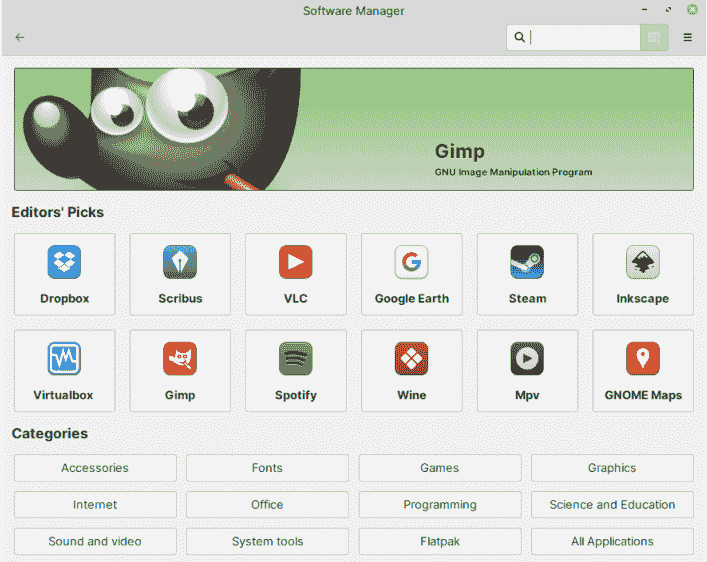 Software Manager
Gimp
GNU Image Manipulation Program
Editors' Picks
Dropbox
Scribus
VLC
Google Earth
Steam
Inkscape
Virtualbox
Gimp
Spotify
Wine
Mpv
GNOME Maps
Categories
Accessories
Fonts
Games
Graphics
Internet
Office
Programming
Science and Education
Sound and video
System tools
Flatpak
All Applications